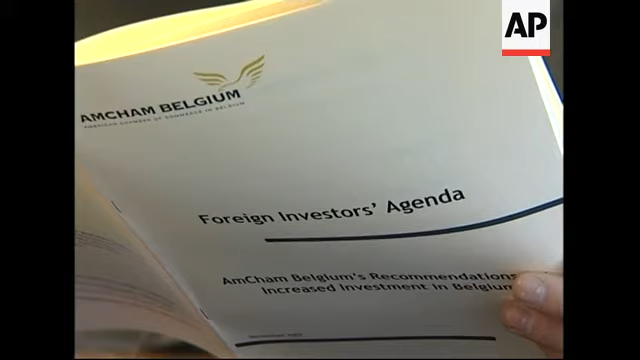 AP
AMCHAM BELGIUM
AMERICAN CHAMBER OF COMMERCE IN BELGIUM
Foreign Investors' Agenda
AmCham Belgium's Recommendations
Increased Investment in Belgium